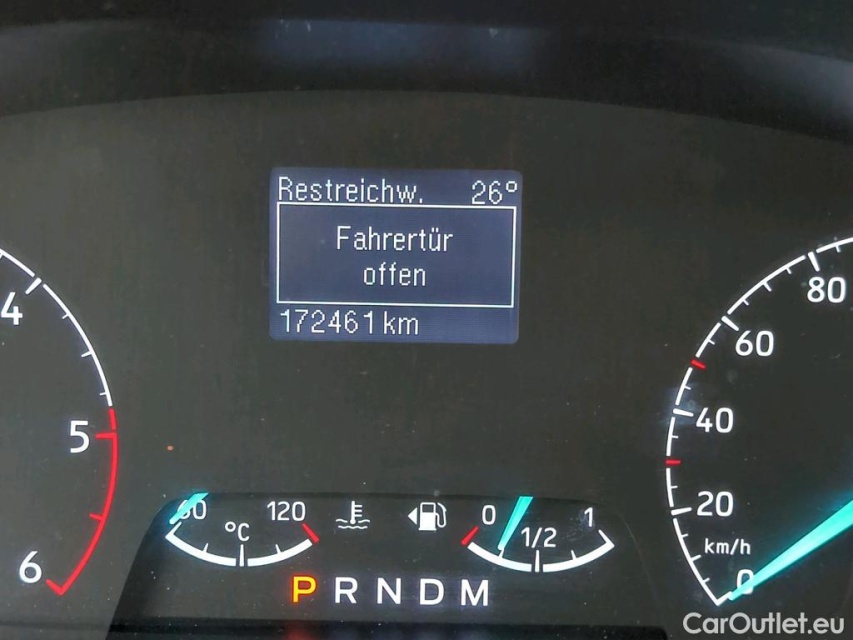 Restreichw. 26°
Fahrertür
offen
172461 km
4
5
6
80
60
40
20
0
km/h
60 120
°C
0 1/2 1
P R N D M
CarOutlet.eu